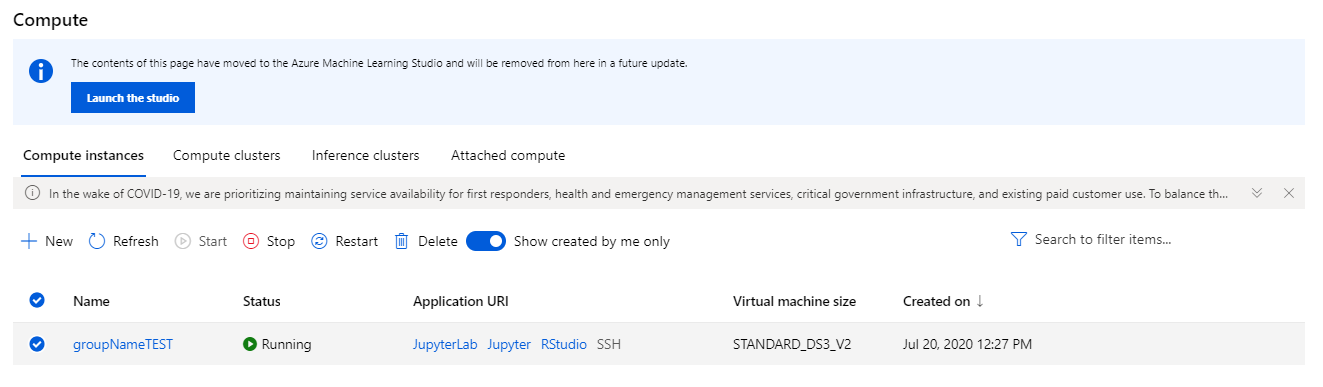 Compute
The contents of this page have moved to the Azure Machine Learning Studio and will be removed from here in a future update.
Launch the studio
Compute instances Compute clusters Inference clusters Attached compute
In the wake of COVID-19, we are prioritizing maintaining service availability for first responders, health and emergency management services, critical government infrastructure, and existing paid customer use. To balance th...
New Refresh Start Stop Restart Delete Show created by me only Search to filter items...
Name Status Application URI Virtual machine size Created on ↓
groupNameTEST Running JupyterLab Jupyter RStudio SSH STANDARD_DS3_V2 Jul 20, 2020 12:27 PM